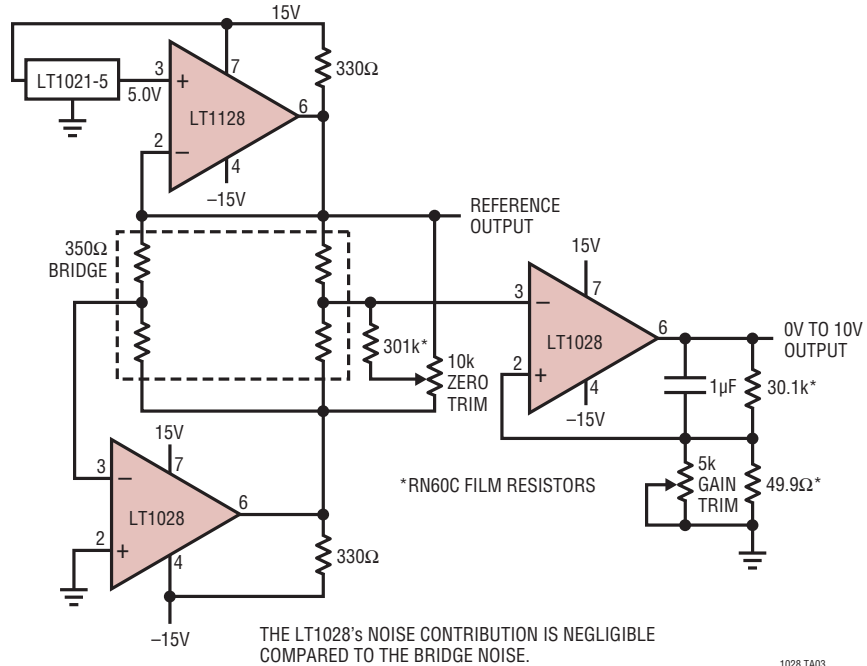 15V
LT1021-5
3
5.0V
+
7
330Ω
LT1128
6
2
–
4
–15V
REFERENCE
OUTPUT
350Ω
BRIDGE
15V
3
–
7
LT1028
6
0V TO 10V
OUTPUT
301k*
10k
ZERO
TRIM
2
+
4
–15V
1µF
30.1k*
15V
7
3
–
LT1028
6
2
+
4
330Ω
–15V
*RN60C FILM RESISTORS
5k
GAIN
TRIM
49.9Ω*
THE LT1028's NOISE CONTRIBUTION IS NEGLIGIBLE
COMPARED TO THE BRIDGE NOISE.
1028 TA03